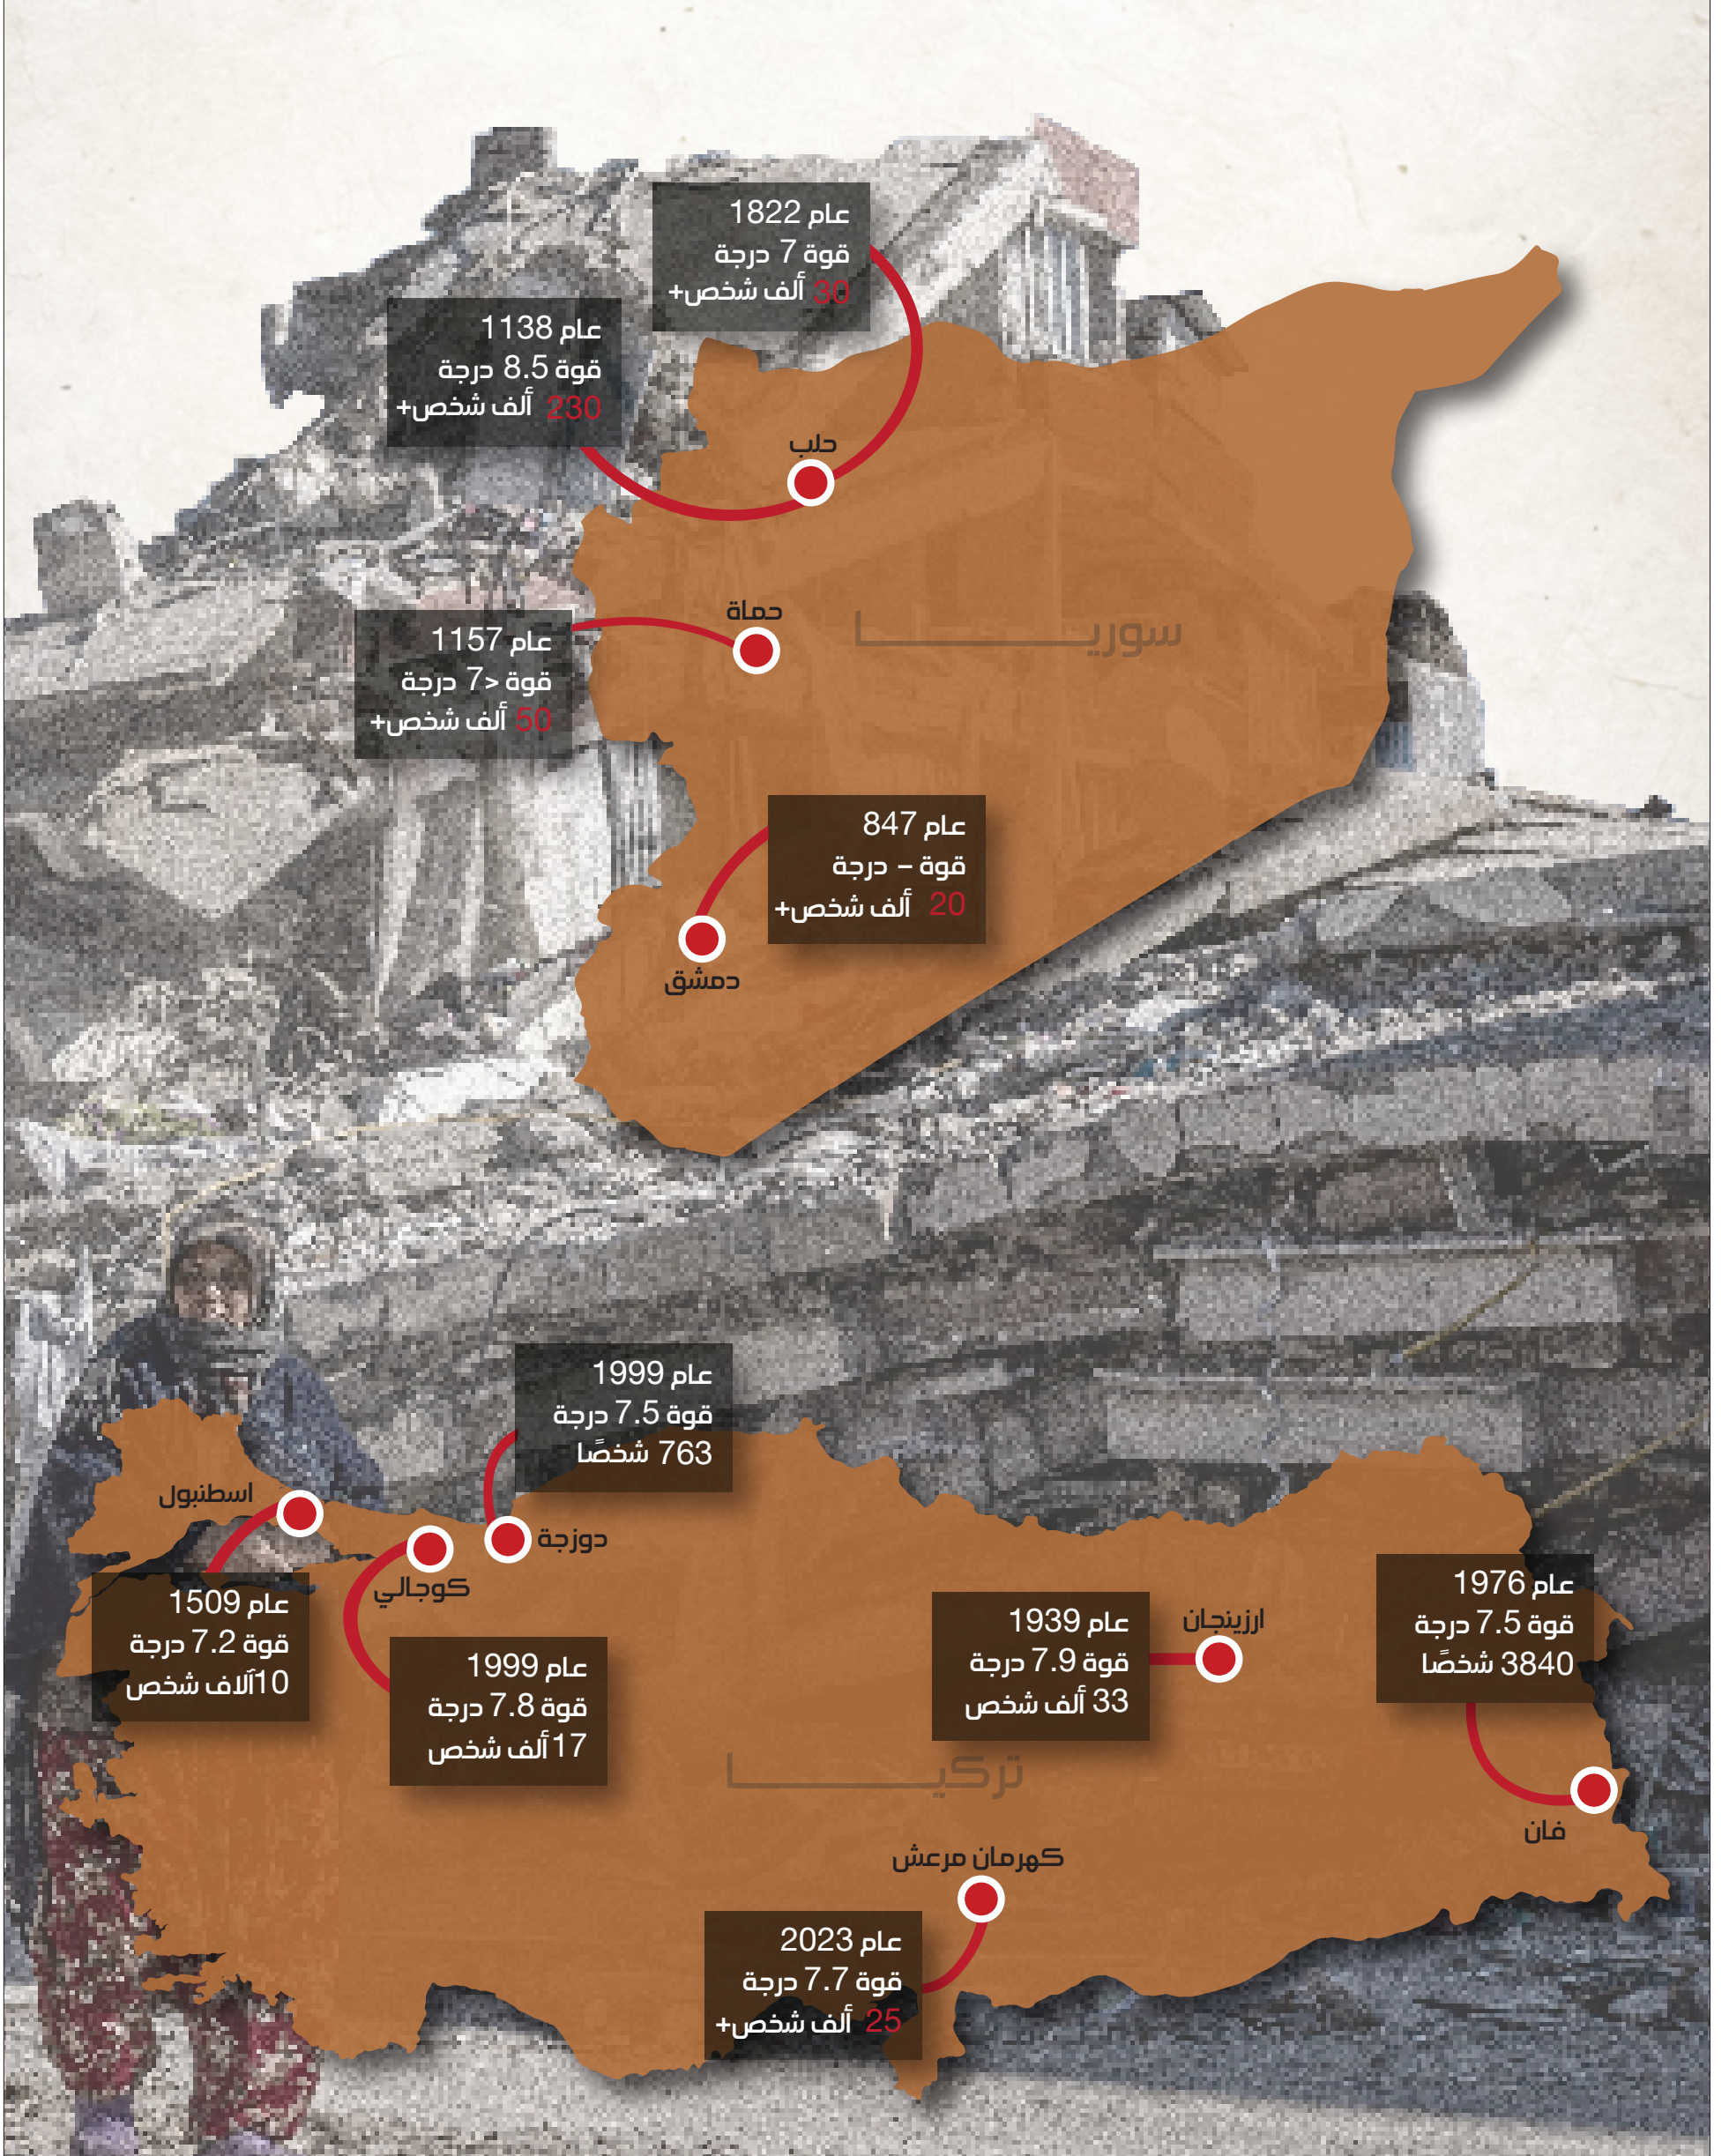 عام 1822
قوة 7 درجة
30 ألف شخص+
عام 1138
قوة 8.5 درجة
230 ألف شخص+
حلب
حماة
سوريـــــــــــا
عام 1157
قوة <7 درجة
50 ألف شخص+
عام 847
قوة – درجة
20 ألف شخص+
دمشق
عام 1999
قوة 7.5 درجة
763 شخصًا
اسطنبول
دوزجة
كوجالي
عام 1509
قوة 7.2 درجة
10آلاف شخص
عام 1999
قوة 7.8 درجة
17ألف شخص
ارزينجان
عام 1939
قوة 7.9 درجة
33 ألف شخص
عام 1976
قوة 7.5 درجة
3840 شخصًا
تركيـــــــــــا
فان
كهرمان مرعش
عام 2023
قوة 7.7 درجة
25 ألف شخص+